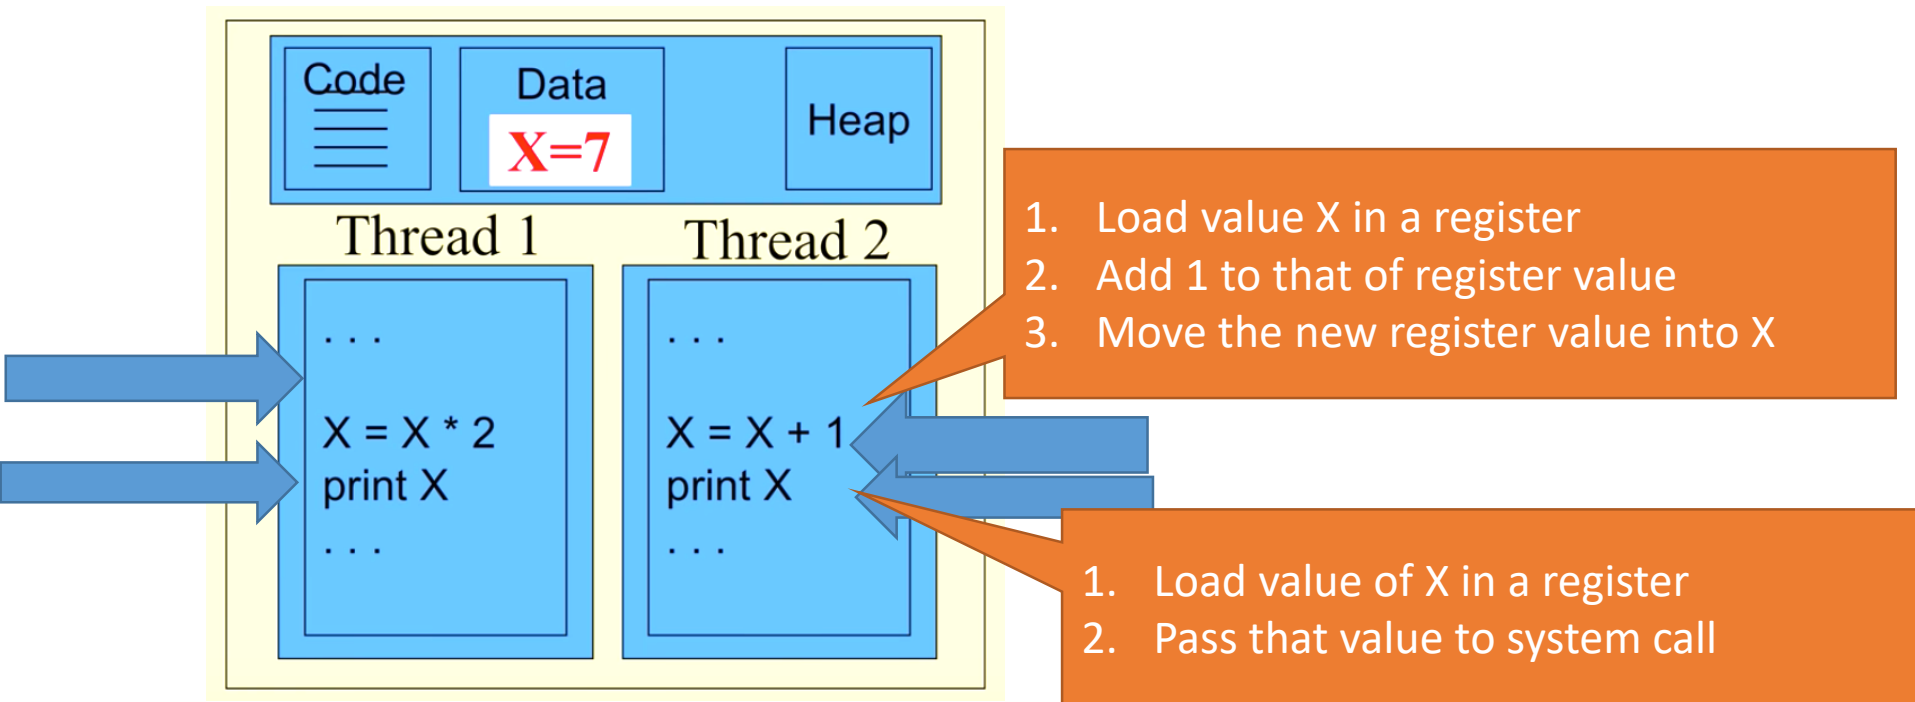 Code
Data
X=7
Heap
Thread 1
Thread 2
. . .
X = X * 2
print X
. . .
. . .
X = X + 1
print X
. . .
1. Load value X in a register
2. Add 1 to that of register value
3. Move the new register value into X
1. Load value of X in a register
2. Pass that value to system call